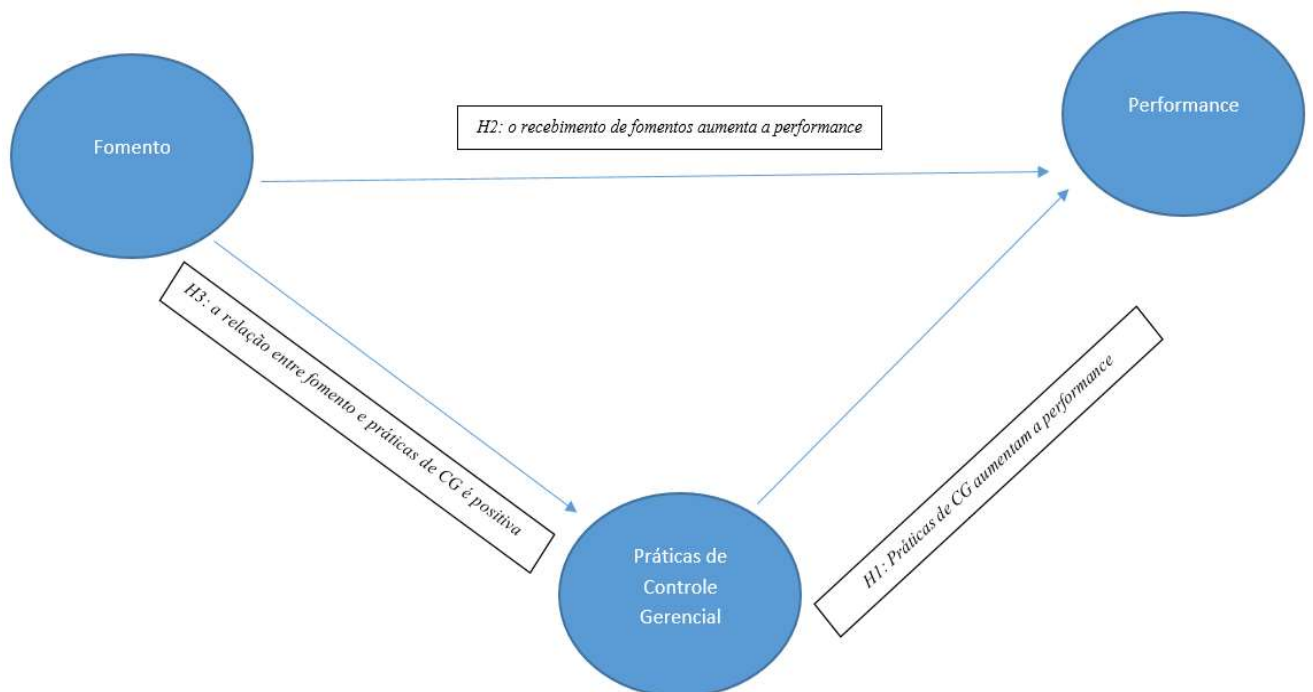 Performance
Fomento
H2: o recebimento de fomentos aumenta a performance
H3: a relação entre fomento e práticas de CG é positiva
H1: Práticas de CG aumentam a performance
Práticas de
Controle
Gerencial